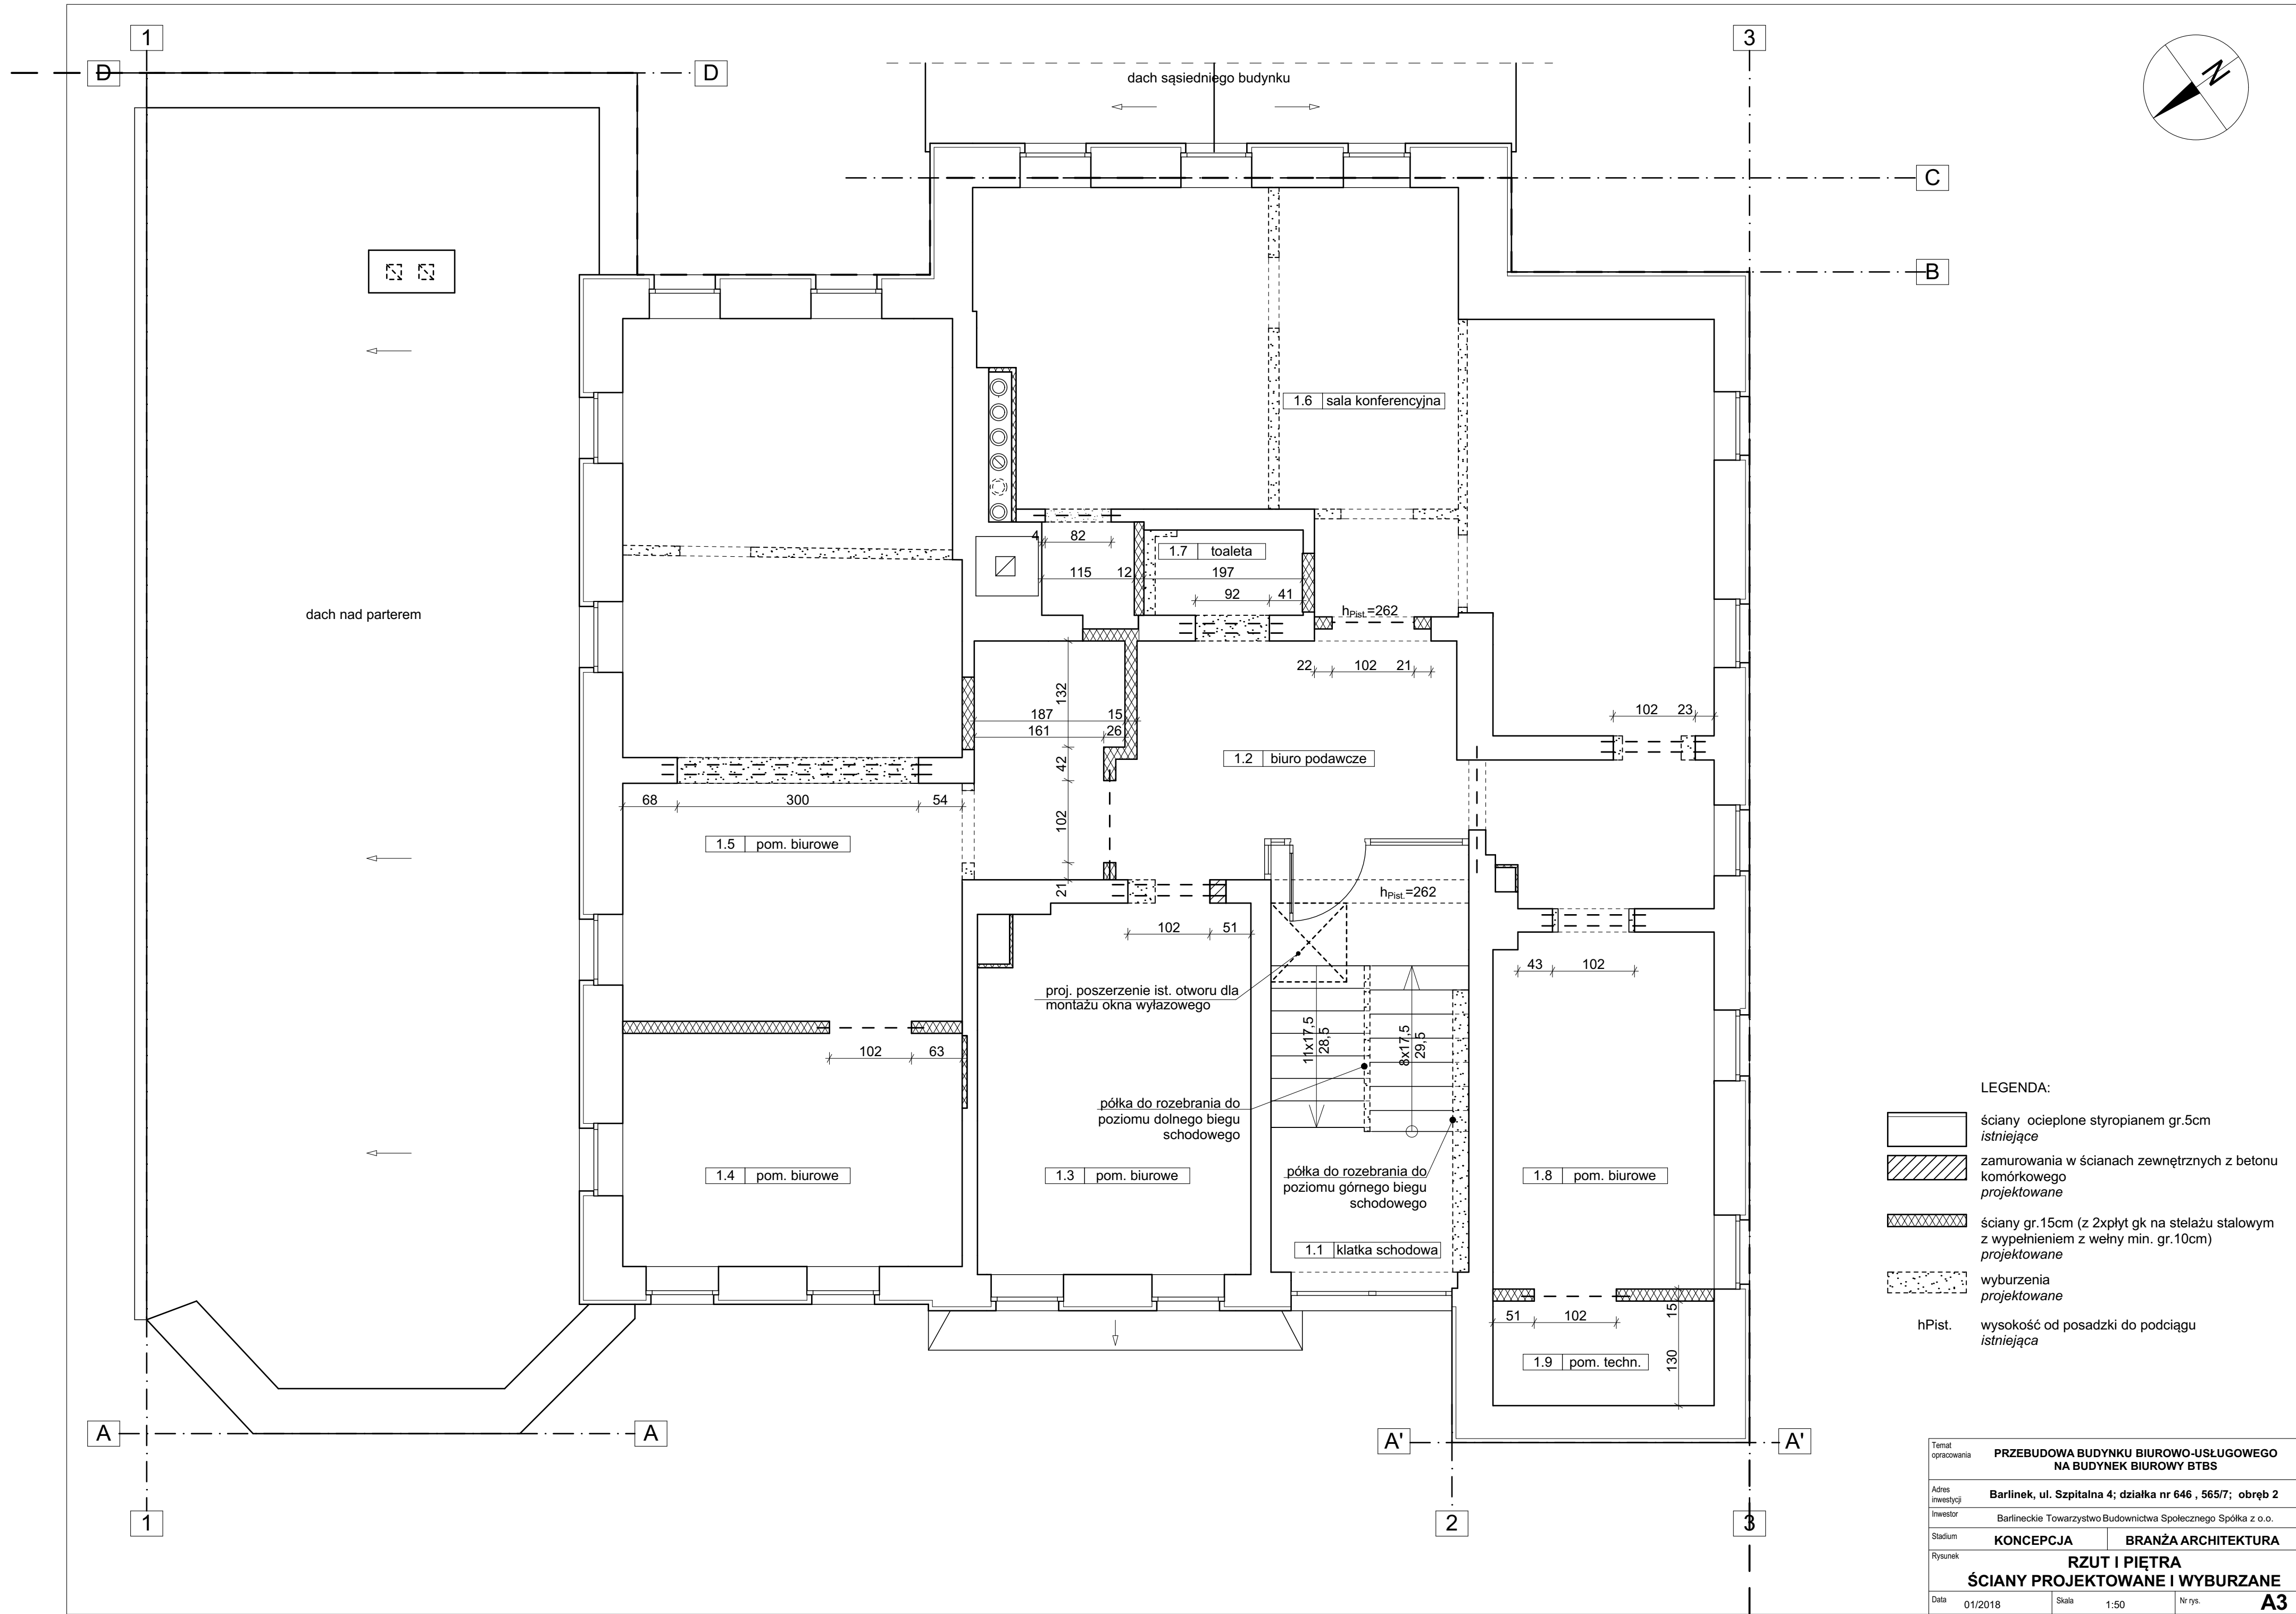 1
3
D
D
dach sąsiedniego budynku
N
C
B
1.6 sala konferencyjna
4
82
1.7 toaleta
115
12
197
92
41
hPist.=262
dach nad parterem
22
102
21
132
187
15
161
26
102
23
42
1.2 biuro podawcze
68
300
54
102
1.5 pom. biurowe
21
hPist.=262
102
51
43
102
proj. poszerzenie ist. otworu dla
montażu okna wyłazowego
11x17,5
28,5
8x17,5
29,5
102
63
półka do rozebrania do
poziomu dolnego biegu
schodowego
półka do rozebrania do
poziomu górnego biegu
schodowego
1.4 pom. biurowe
1.3 pom. biurowe
1.8 pom. biurowe
1.1 klatka schodowa
51
102
15
1.9 pom. techn.
130
LEGENDA:
ściany ocieplone styropianem gr.5cm
istniejące
zamurowania w ścianach zewnętrznych z betonu
komórkowego
projektowane
ściany gr.15cm (z 2xpłyt gk na stelażu stalowym
z wypełnieniem z wełny min. gr.10cm)
projektowane
wyburzenia
projektowane
hPist. wysokość od posadzki do podciągu
istniejąca
A
A
A'
A'
1
2
3
Temat
opracowania
PRZEBUDOWA BUDYNKU BIUROWO-USŁUGOWEGO
NA BUDYNEK BIUROWY BTBS
Adres
inwestycji
Barlinek, ul. Szpitalna 4; działka nr 646 , 565/7; obręb 2
Inwestor
Barlineckie Towarzystwo Budownictwa Społecznego Spółka z o.o.
Stadium
KONCEPCJA
BRANŻA ARCHITEKTURA
Rysunek
RZUT I PIĘTRA
ŚCIANY PROJEKTOWANE I WYBURZANE
Data 01/2018
Skala 1:50
Nr rys. A3